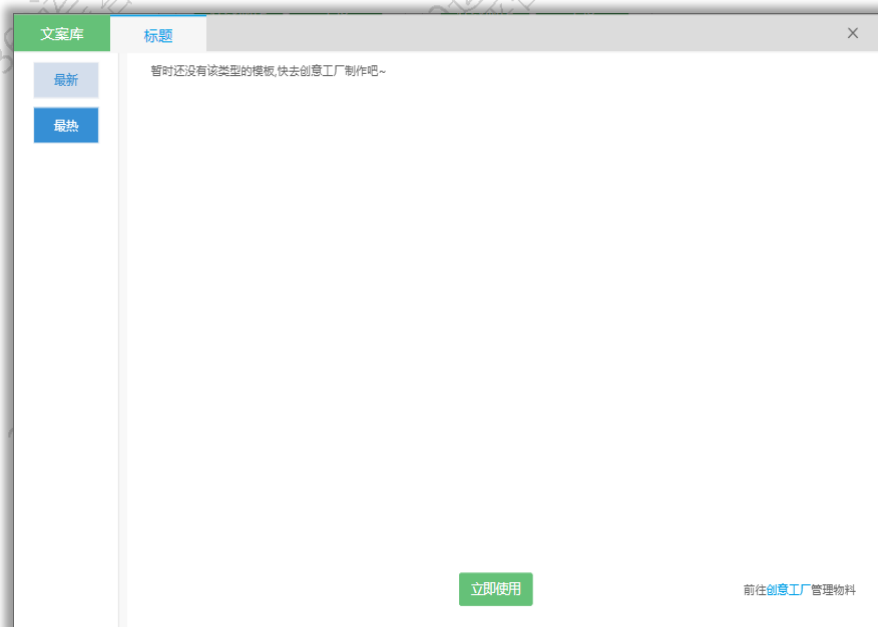 文案库
标题
最新
最热
暂时还没有该类型的模板,快去创意工厂制作吧~
立即使用
前往创意工厂管理物料